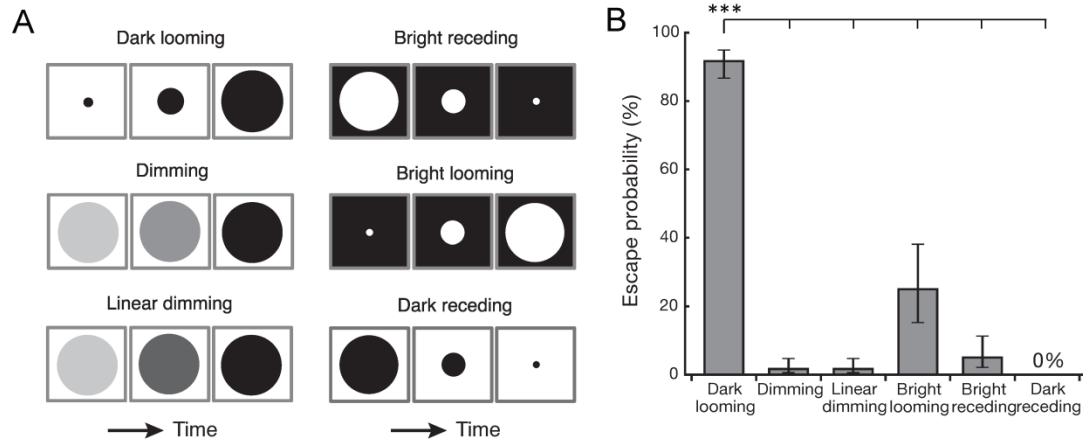 A
Dark looming
Bright receding
Dimming
Bright looming
Linear dimming
Dark receding
Time
Time
B
***
Escape probability (%)
100
80
60
40
20
0
0%
Dark looming
Dimming
Linear dimming
Bright looming
Bright receding
Dark receding